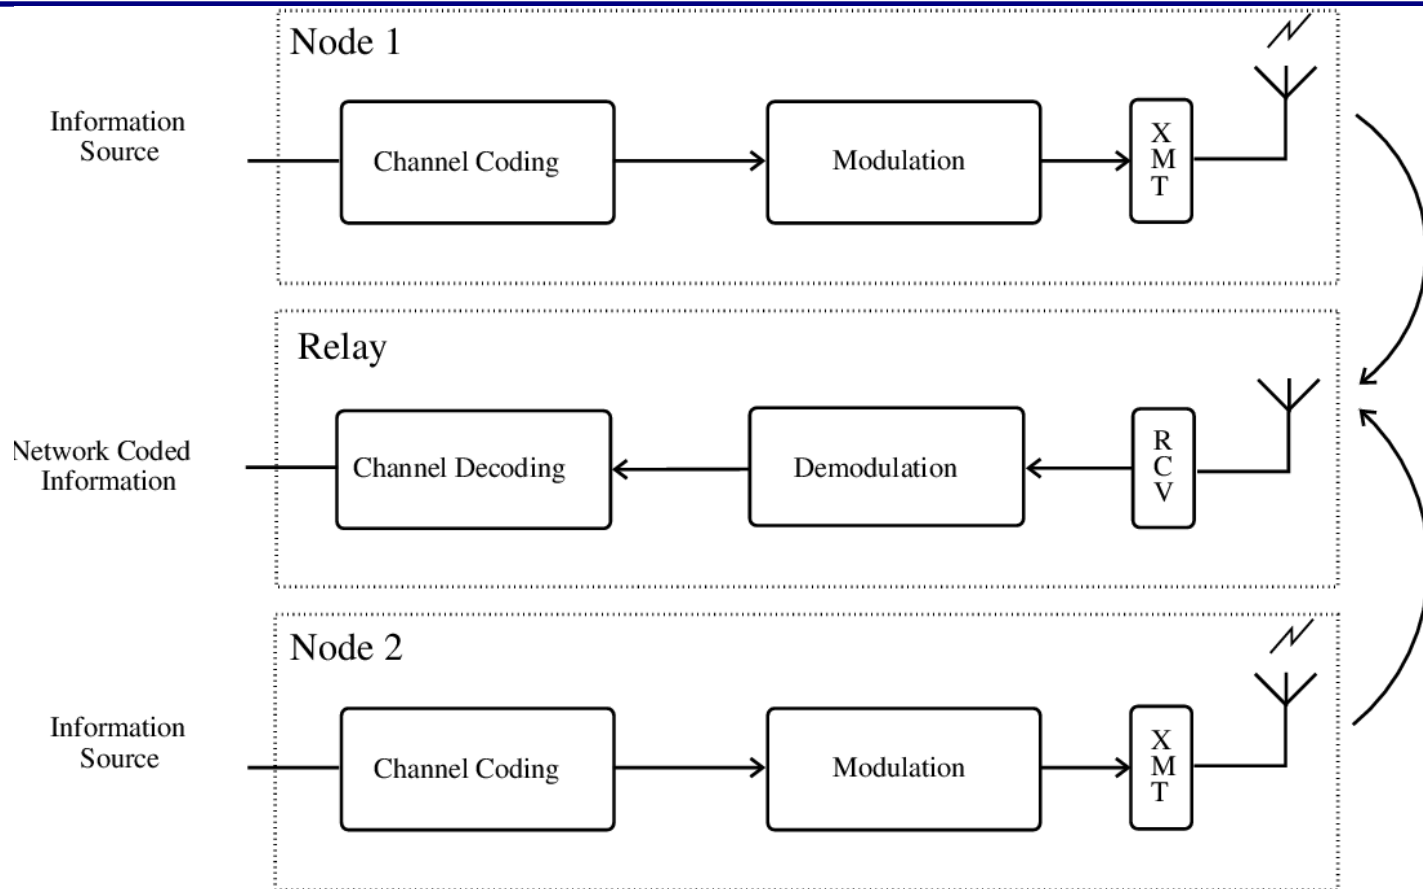 Node 1
Information
Source
Channel Coding
Modulation
X
M
T
Relay
Network Coded
Information
Channel Decoding
Demodulation
R
C
V
Node 2
Information
Source
Channel Coding
Modulation
X
M
T